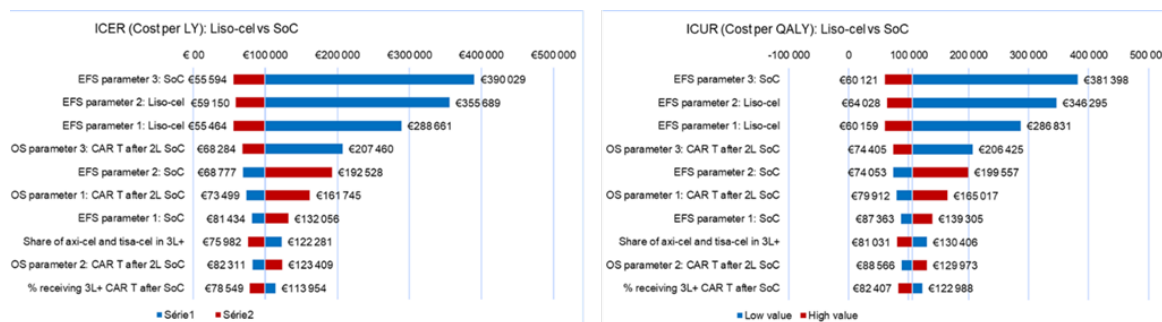 ICER (Cost per LY): Liso-cel vs SoC
€ 00 €100 000 €200 000 €300 000 €400 000 €500 000
EFS parameter 3: SoC €55 594 €390 029
EFS parameter 2: Liso-cel €59 150 €355 689
EFS parameter 1: Liso-cel €55 464 €288 661
OS parameter 3: CAR T after 2L SoC €68 284 €207 460
EFS parameter 2: SoC €68 777 €192 528
OS parameter 1: CAR T after 2L SoC €73 499 €161 745
EFS parameter 1: SoC €81 434 €132 056
Share of axi-cel and tisa-cel in 3L+ €75 982 €122 281
OS parameter 2: CAR T after 2L SoC €82 311 €123 409
% receiving 3L+ CAR T after SoC €78 549 €113 954
Série1 Série2
ICUR (Cost per QALY): Liso-cel vs SoC
-100 000 0 100 000 200 000 300 000 400 000 500 000
EFS parameter 3: SoC €60 121 €381 398
EFS parameter 2: Liso-cel €64 028 €346 295
EFS parameter 1: Liso-cel €60 159 €286 831
OS parameter 3: CAR T after 2L SoC €74 405 €206 425
EFS parameter 2: SoC €74 053 €199 557
OS parameter 1: CAR T after 2L SoC €79 912 €165 017
EFS parameter 1: SoC €87 363 €139 305
Share of axi-cel and tisa-cel in 3L+ €81 031 €130 406
OS parameter 2: CAR T after 2L SoC €88 566 €129 973
% receiving 3L+ CAR T after SoC €82 407 €122 988
Low value High value